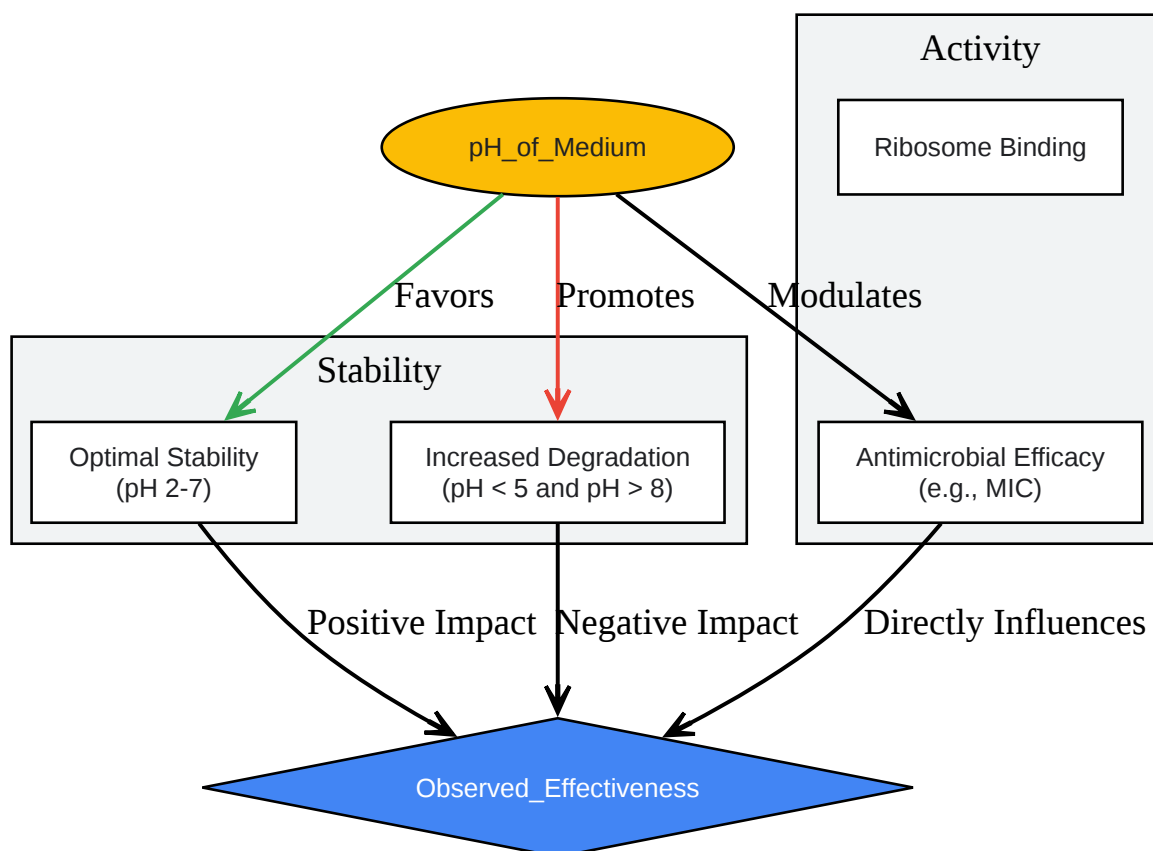 Activity
Ribosome Binding
pH_of_Medium
Favors
Promotes
Modulates
Stability
Optimal Stability
(pH 2-7)
Increased Degradation
(pH < 5 and pH > 8)
Antimicrobial Efficacy
(e.g., MIC)
Positive Impact
Negative Impact
Directly Influences
Observed_Effectiveness